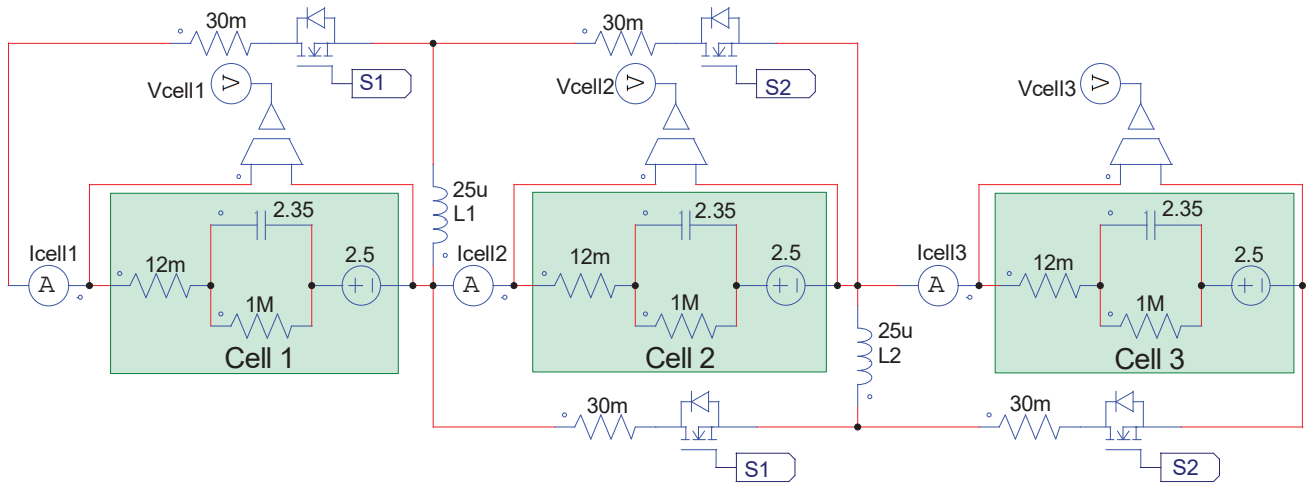 30m
S1
30m
S2
Vcell1
V
Vcell2
V
Vcell3
V
25u
L1
2.35
2.35
2.35
Icell1
A
12m
2.5
+ −
Icell2
A
12m
2.5
+ −
Icell3
A
12m
2.5
+ −
1M
1M
1M
Cell 1
Cell 2
Cell 3
25u
L2
30m
S1
30m
S2